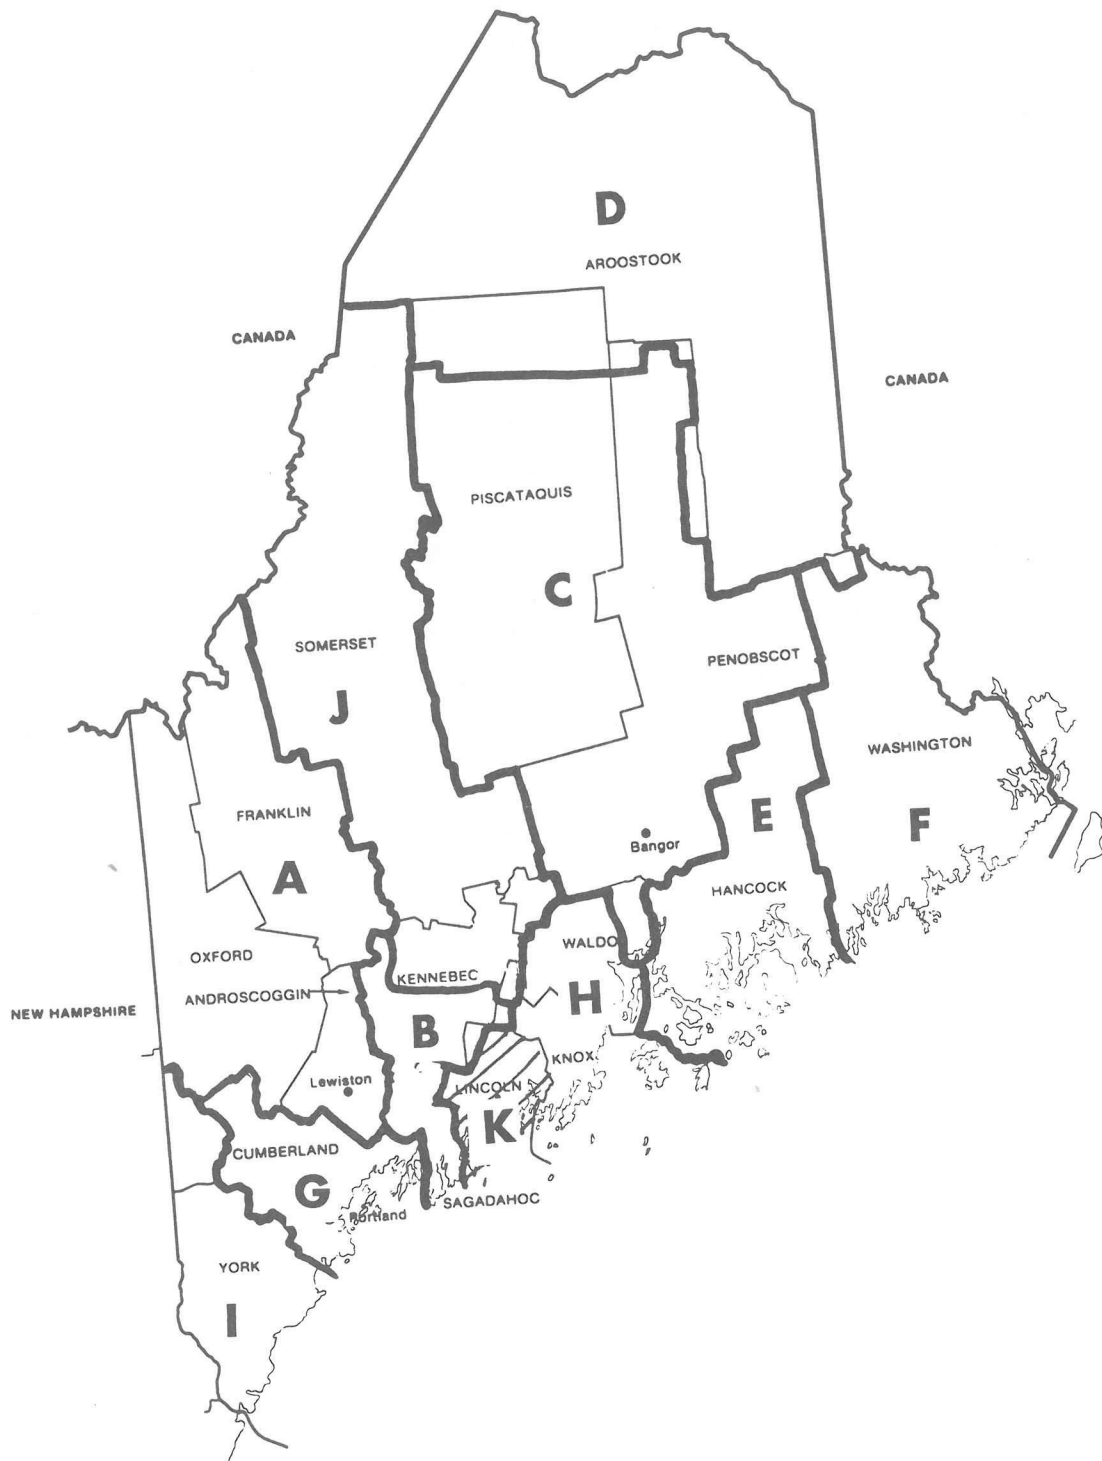 D
AROOSTOOK
CANADA
CANADA
PISCATAQUIS
C
SOMERSET
PENOBSCOT
J
WASHINGTON
FRANKLIN
E
F
Bangor
A
HANCOCK
WALDO
OXFORD
KENNEBEC
ANDROSCOGGIN
H
NEW HAMPSHIRE
B
KNOX
Lewiston
LINCOLN
K
CUMBERLAND
G
SAGADAHOC
Portland
YORK
I